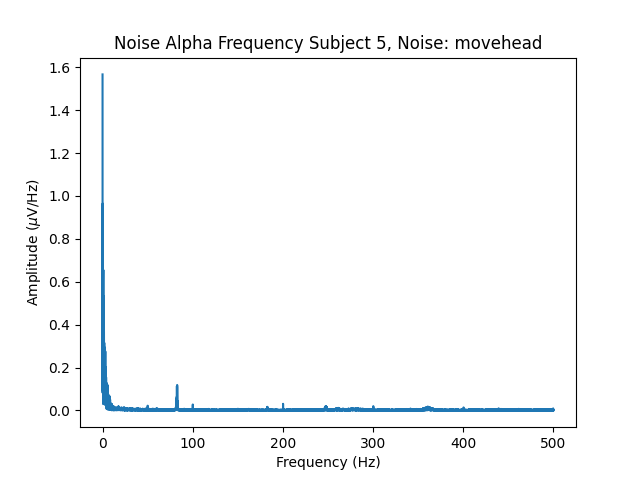 Noise Alpha Frequency Subject 5, Noise: movehead
1.6
1.4
1.2
1.0
0.8
0.6
0.4
0.2
0.0
Amplitude (μV/Hz)
0 100 200 300 400 500
Frequency (Hz)